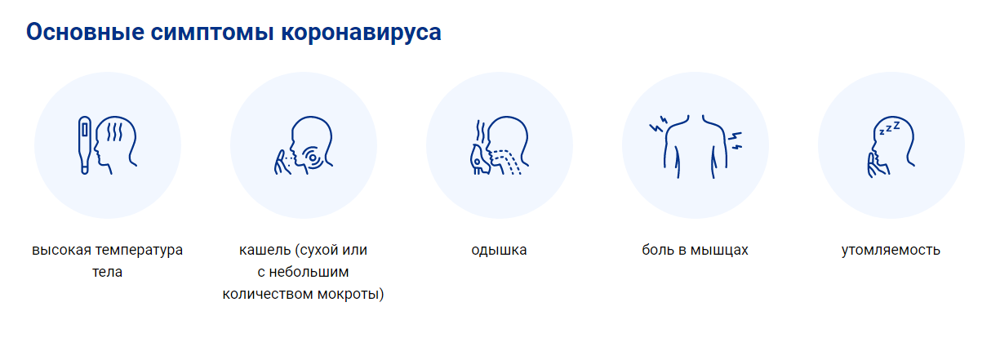 Основные симптомы коронавируса
высокая температура
тела
кашель (сухой или
с небольшим
количеством мокроты)
одышка
боль в мышцах
утомляемость
z z Z